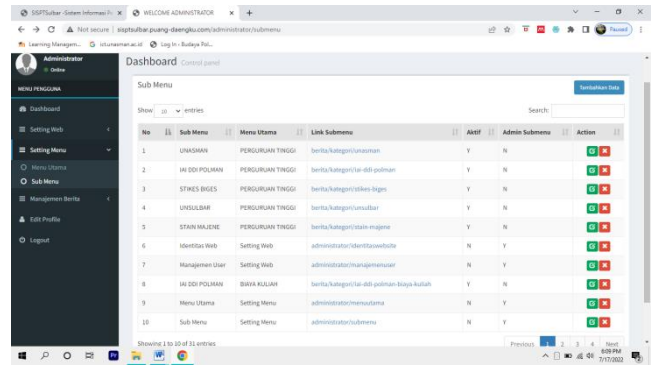 SISPTSulbar -Sistem Informasi Pe
WELCOME ADMINISTRATOR
Not secure | sisptsulbar.puang-daengku.com/administrator/submenu
Paused
Learning Managem...
istunasman.ac.id
Log In ‹ Budaya Pol...
Administrator
Online
MENU PENGGUNA
Dashboard
Setting Web
Setting Menu
Menu Utama
Sub Menu
Manajemen Berita
Edit Profile
Logout
Dashboard Control panel
Sub Menu
Tambahkan Data
Show 10 entries
Search:
No Sub Menu Menu Utama Link Submenu Aktif Admin Submenu Action
1 UNASMAN PERGURUAN TINGGI berita/kategori/unasman Y N
2 IAI DDI POLMAN PERGURUAN TINGGI berita/kategori/iai-ddi-polman Y N
3 STIKES BIGES PERGURUAN TINGGI berita/kategori/stikes-biges Y N
4 UNSULBAR PERGURUAN TINGGI berita/kategori/unsulbar Y N
5 STAIN MAJENE PERGURUAN TINGGI berita/kategori/stain-majene Y N
6 Identitas Web Setting Web administrator/identitaswebsite N Y
7 Manajemen User Setting Web administrator/manajemenuser N Y
8 IAI DDI POLMAN BIAYA KULIAH berita/kategori/iai-ddi-polman-biaya-kuliah Y N
9 Menu Utama Setting Menu administrator/menuutama N Y
10 Sub Menu Setting Menu administrator/submenu N Y
Showing 1 to 10 of 31 entries
Previous 1 2 3 4 Next
6:09 PM
7/17/2022